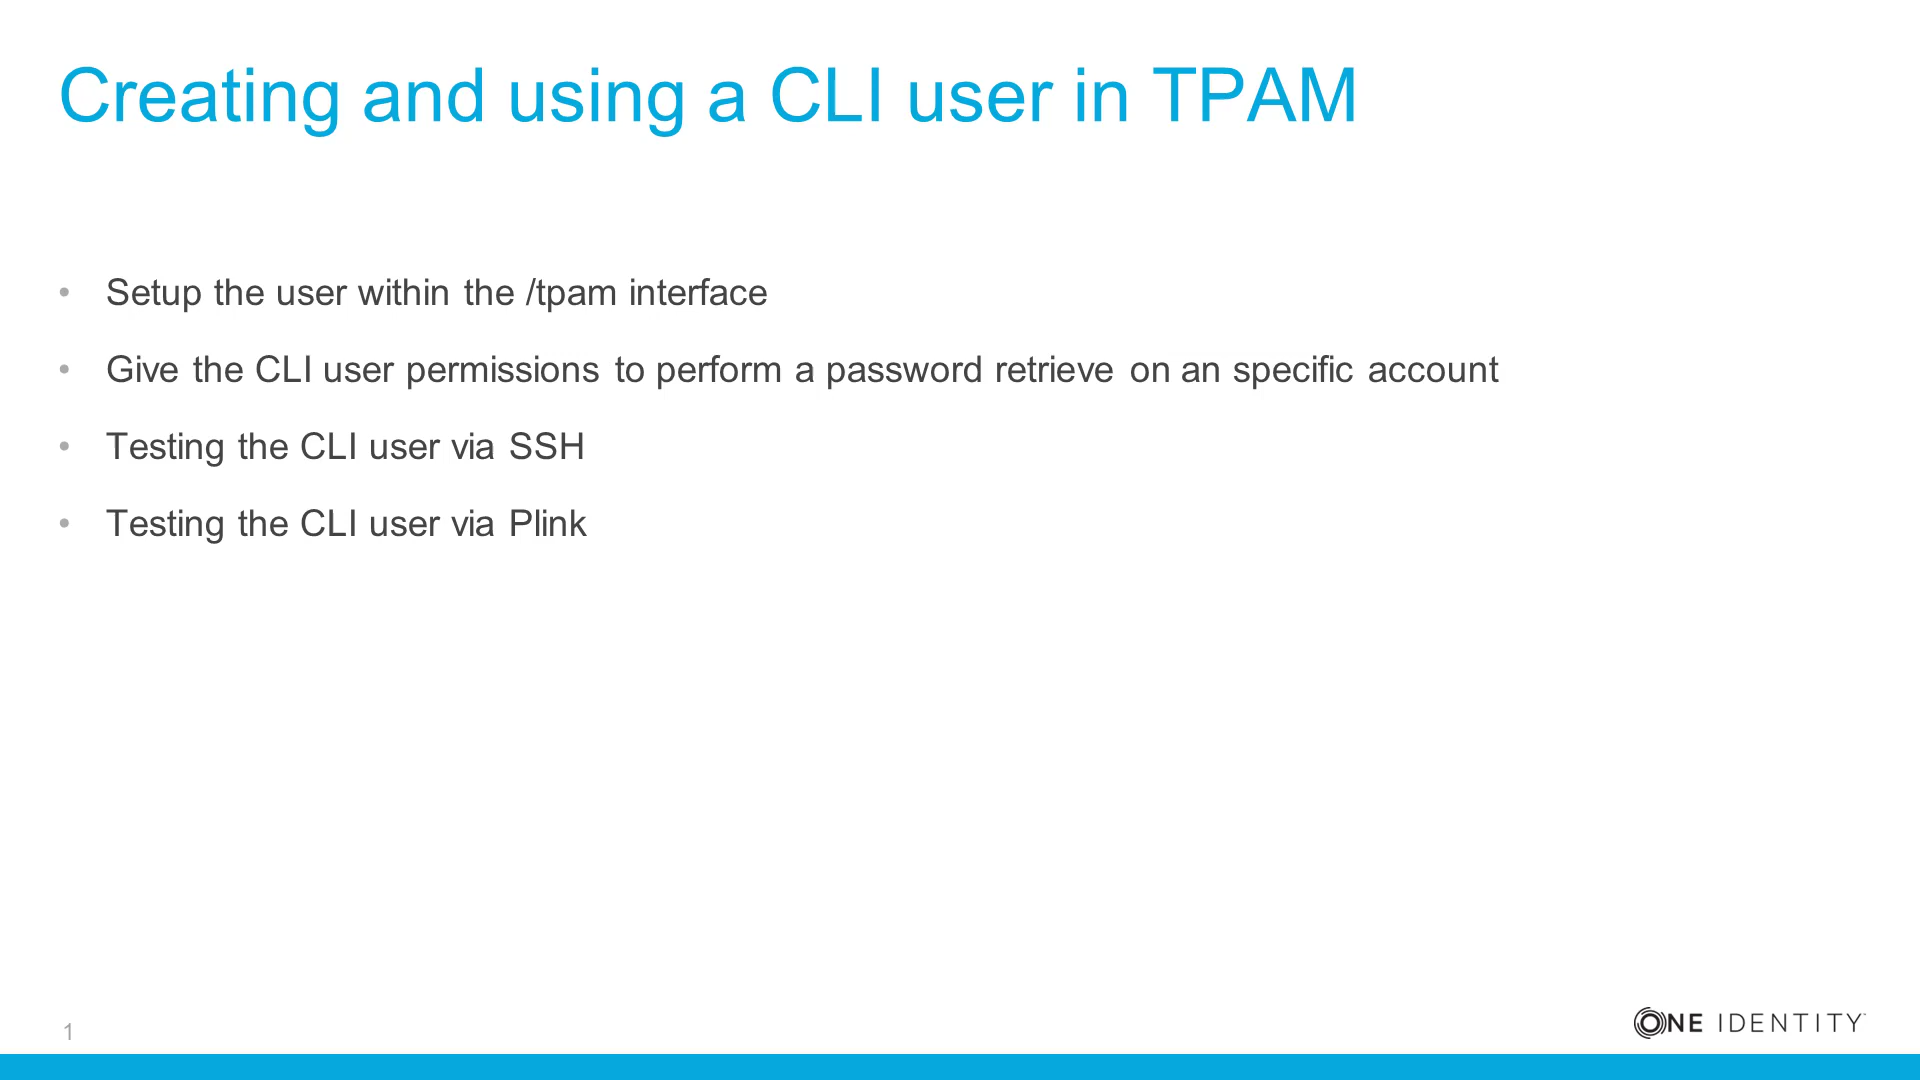 Creating and using a CLI user in TPAM
• Setup the user within the /tpam interface
• Give the CLI user permissions to perform a password retrieve on an specific account
• Testing the CLI user via SSH
• Testing the CLI user via Plink
1
ONE IDENTITY™